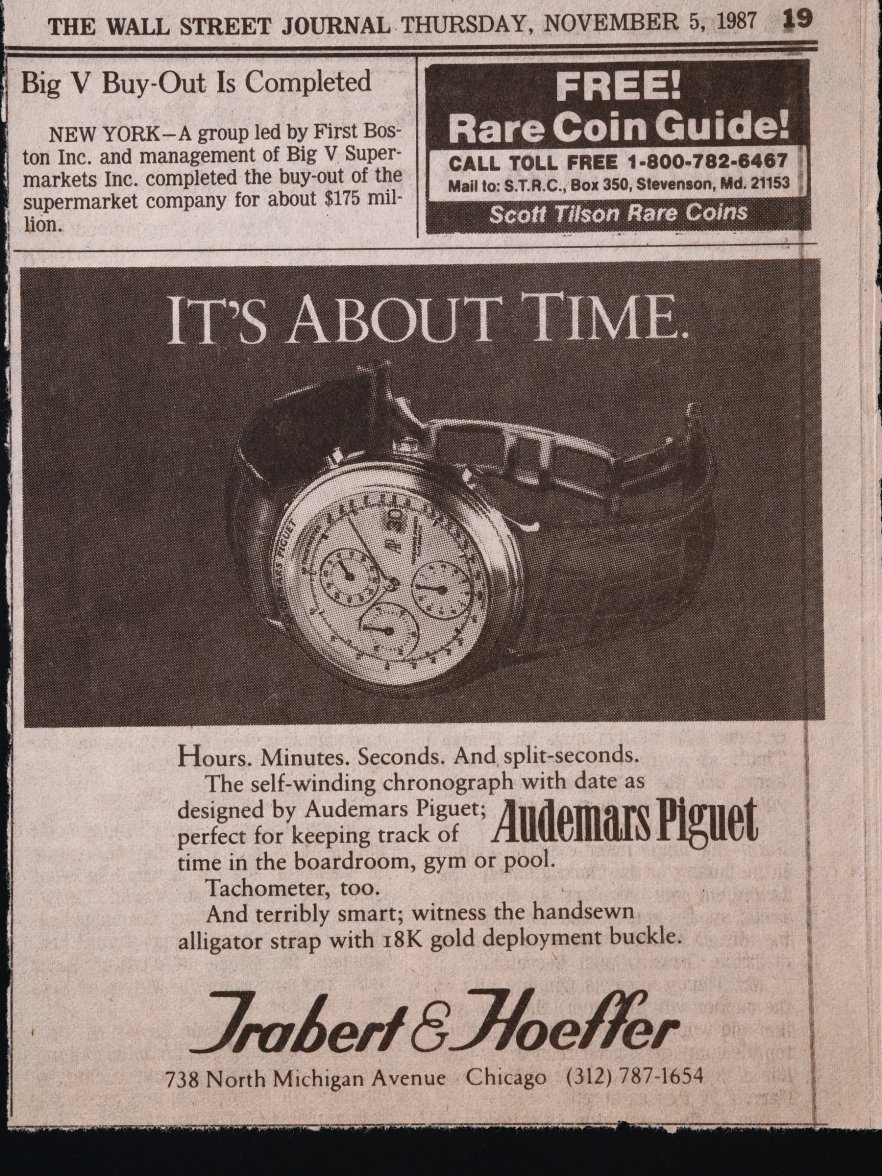 THE WALL STREET JOURNAL THURSDAY, NOVEMBER 5, 1987 19
Big V Buy-Out Is Completed
NEW YORK—A group led by First Bos-
ton Inc. and management of Big V Super-
markets Inc. completed the buy-out of the
supermarket company for about $175 mil-
lion.
FREE!
Rare Coin Guide!
CALL TOLL FREE 1-800-782-6467
Mail to: S.T.R.C., Box 350, Stevenson, Md. 21153
Scott Tilson Rare Coins
IT'S ABOUT TIME.
PIGUET
AP 30
Hours. Minutes. Seconds. And split-seconds.
The self-winding chronograph with date as
designed by Audemars Piguet;
perfect for keeping track of
time in the boardroom, gym or pool.
Audemars Piguet
Tachometer, too.
And terribly smart; witness the handsewn
alligator strap with 18K gold deployment buckle.
Trabert & Hoeffer
738 North Michigan Avenue Chicago (312) 787-1654